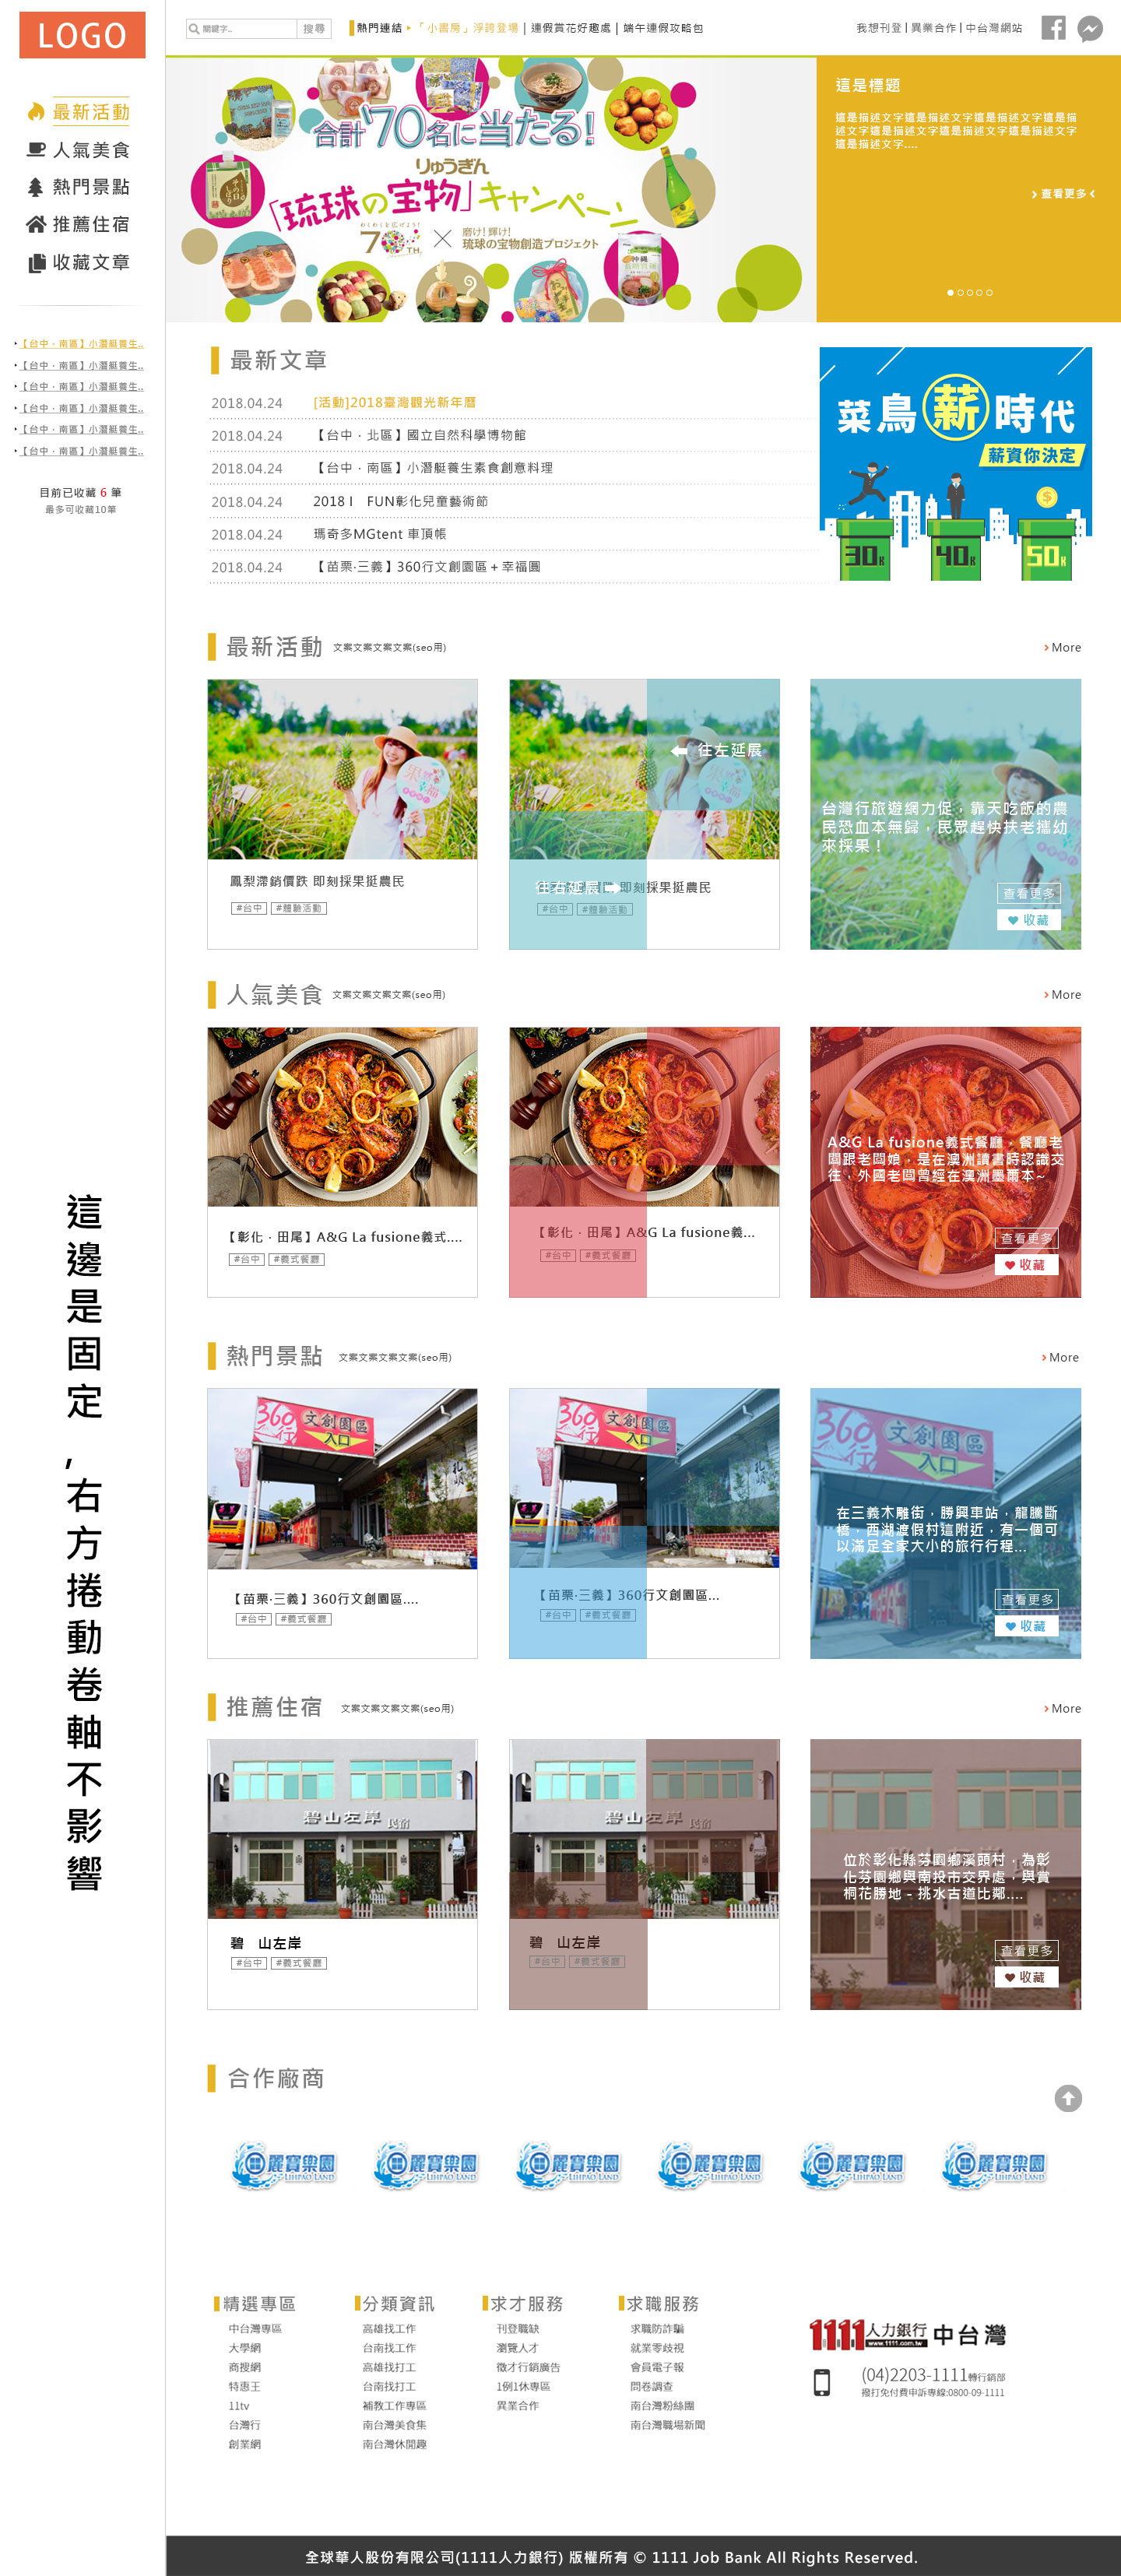 LOGO
最新活動
人氣美食
熱門景點
推薦住宿
收藏文章
【台中．南區】小潛艇養生..
【台中．南區】小潛艇養生..
【台中．南區】小潛艇養生..
【台中．南區】小潛艇養生..
【台中．南區】小潛艇養生..
【台中．南區】小潛艇養生..
目前已收藏 6 筆
最多可收藏10筆
這邊是固定，右方捲動卷軸不影響
關鍵字... 搜尋
熱門連結 「小書房」浮誇登場 | 連假賞花好趣處 | 端午連假攻略包
我想刊登 | 異業合作 | 中台灣網站
合計'70名に当たる!
りゅうぎん
「琉球の宝物」キャンペーン
めくるめくを広げよう!
70TH. × 磨け!輝け!
琉球の宝物創造プロジェクト
這是標題
這是描述文字這是描述文字這是描述文字這是描
述文字這是描述文字這是描述文字這是描述文字
這是描述文字....
查看更多
最新文章
2018.04.24 [活動]2018臺灣觀光新年曆
2018.04.24 【台中．北區】國立自然科學博物館
2018.04.24 【台中．南區】小潛艇養生素食創意料理
2018.04.24 2018 I FUN彰化兒童藝術節
2018.04.24 瑪奇多MGtent 車頂帳
2018.04.24 【苗栗‧三義】360行文創園區＋幸福圓
菜鳥薪時代
薪資你決定
30K 40K 50K
最新活動 文案文案文案文案(seo用)
More
鳳梨滯銷價跌 即刻採果挺農民
#台中 #體驗活動
往左延展
往右延展
即刻採果挺農民
#台中 #體驗活動
台灣行旅遊網力促，靠天吃飯的農
民恐血本無歸，民眾趕快扶老攜幼
來採果！
查看更多
收藏
人氣美食 文案文案文案文案(seo用)
More
【彰化．田尾】A&G La fusione義式....
#台中 #義式餐廳
【彰化．田尾】A&G La fusione義...
#台中 #義式餐廳
A&G La fusione義式餐廳，餐廳老
闆跟老闆娘，是在澳洲讀書時認識交
往，外國老闆曾經在澳洲墨爾本~
查看更多
收藏
熱門景點 文案文案文案文案(seo用)
More
360行 文創園區 入口
【苗栗‧三義】360行文創園區....
#台中 #義式餐廳
360行 文創園區 入口
【苗栗‧三義】360行文創園區...
#台中 #義式餐廳
360行 文創園區 入口
在三義木雕街，勝興車站，龍騰斷
橋，西湖渡假村這附近，有一個可
以滿足全家大小的旅行行程...
查看更多
收藏
推薦住宿 文案文案文案文案(seo用)
More
碧山左岸 民宿
碧　山左岸
#台中 #義式餐廳
碧山左岸 民宿
碧　山左岸
#台中 #義式餐廳
位於彰化縣芬園鄉溪頭村，為彰
化芬園鄉與南投市交界處，與賞
桐花勝地－挑水古道比鄰....
查看更多
收藏
合作廠商
麗寶樂園 LIHPAO LAND
麗寶樂園 LIHPAO LAND
麗寶樂園 LIHPAO LAND
麗寶樂園 LIHPAO LAND
麗寶樂園 LIHPAO LAND
麗寶樂園 LIHPAO LAND
精選專區
中台灣專區
大學網
商搜網
特惠王
11tv
台灣行
創業網
分類資訊
高雄找工作
台南找工作
高雄找打工
台南找打工
補教工作專區
南台灣美食集
南台灣休閒趣
求才服務
刊登職缺
瀏覽人才
徵才行銷廣告
1例1休專區
異業合作
求職服務
求職防詐騙
就業零歧視
會員電子報
問卷調查
南台灣粉絲團
南台灣職場新聞
1111人力銀行 www.1111.com.tw 中台灣
(04)2203-1111轉行銷部
撥打免付費申訴專線:0800-09-1111
全球華人股份有限公司(1111人力銀行) 版權所有 © 1111 Job Bank All Rights Reserved.